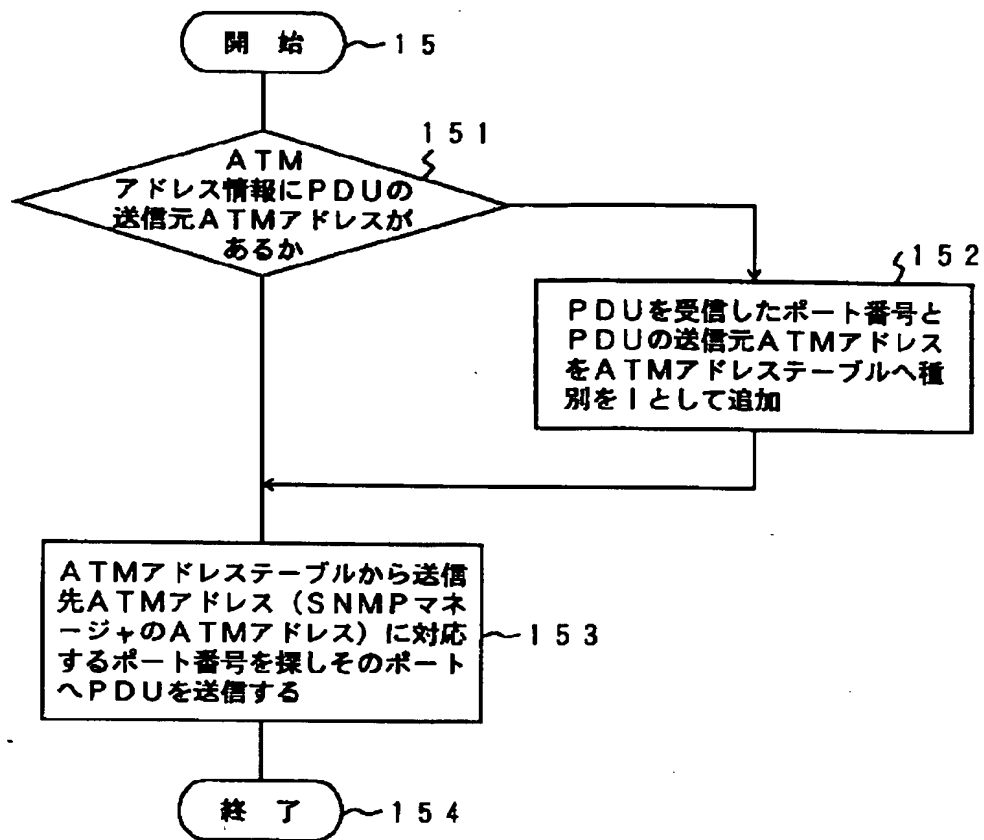 開 始
15
151
ATM
アドレス情報にPDUの
送信元ATMアドレスが
あるか
152
PDUを受信したポート番号と
PDUの送信元ATMアドレス
をATMアドレステーブルへ種
別をIとして追加
ATMアドレステーブルから送信
先ATMアドレス(SNMPマネ
ージャのATMアドレス)に対応
するポート番号を探しそのポート
へPDUを送信する
153
終 了
154